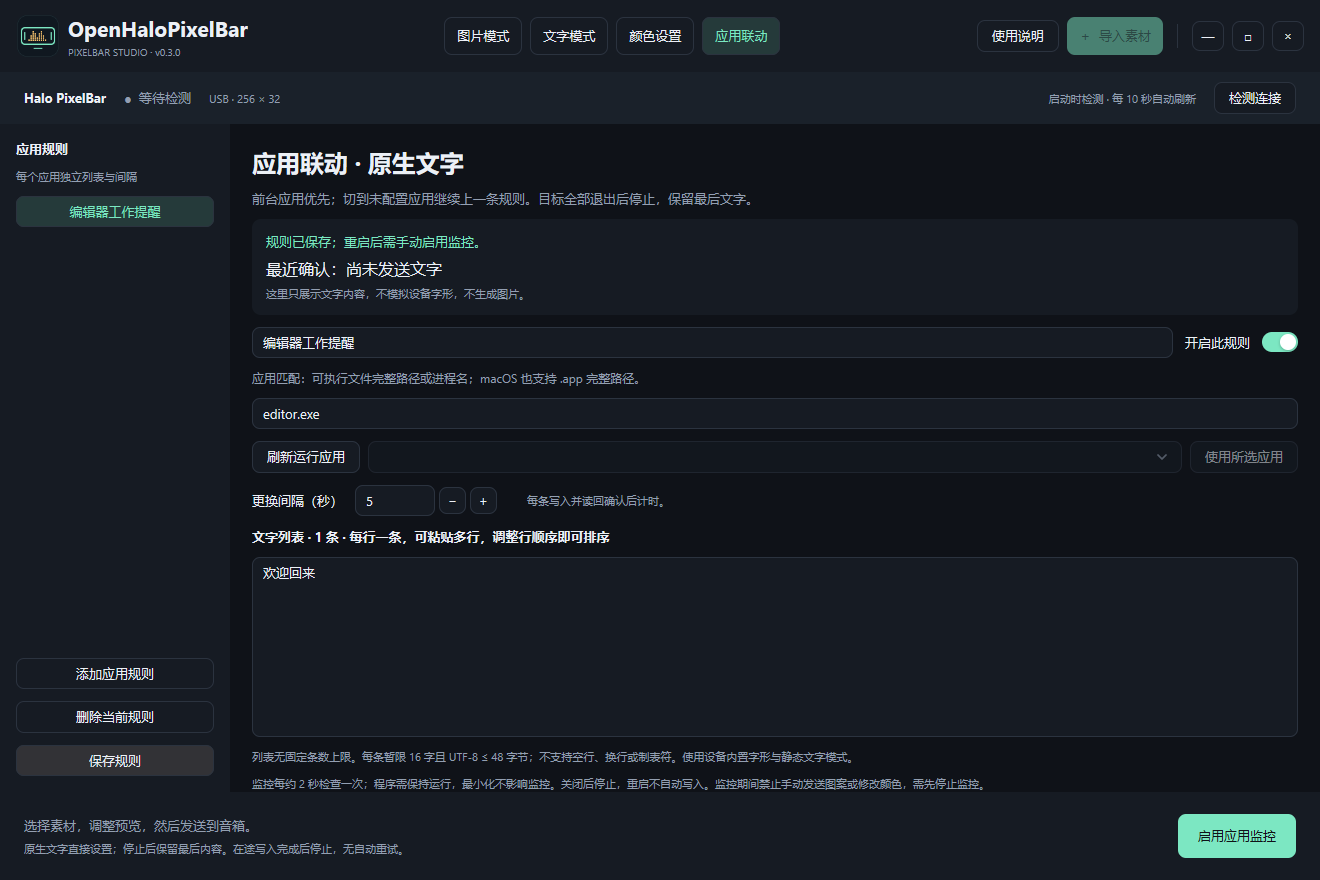 OpenHaloPixelBar
PIXELBAR STUDIO · v0.3.0
图片模式
文字模式
颜色设置
应用联动
使用说明
+ 导入素材
Halo PixelBar
等待检测
USB · 256 × 32
启动时检测 · 每 10 秒自动刷新
检测连接
应用规则
每个应用独立列表与间隔
编辑器工作提醒
添加应用规则
删除当前规则
保存规则
应用联动 · 原生文字
前台应用优先；切到未配置应用继续上一条规则。目标全部退出后停止，保留最后文字。
规则已保存；重启后需手动启用监控。
最近确认：尚未发送文字
这里只展示文字内容，不模拟设备字形，不生成图片。
编辑器工作提醒
开启此规则
应用匹配：可执行文件完整路径或进程名；macOS 也支持 .app 完整路径。
editor.exe
刷新运行应用
使用所选应用
更换间隔（秒）
5
−
+
每条写入并读回确认后计时。
文字列表 · 1 条 · 每行一条，可粘贴多行，调整行顺序即可排序
欢迎回来
列表无固定条数上限。每条暂限 16 字且 UTF-8 ≤ 48 字节；不支持空行、换行或制表符。使用设备内置字形与静态文字模式。
监控每约 2 秒检查一次；程序需保持运行，最小化不影响监控。关闭后停止，重启不自动写入。监控期间禁止手动发送图案或修改颜色，需先停止监控。
选择素材，调整预览，然后发送到音箱。
原生文字直接设置；停止后保留最后内容。在途写入完成后停止，无自动重试。
启用应用监控